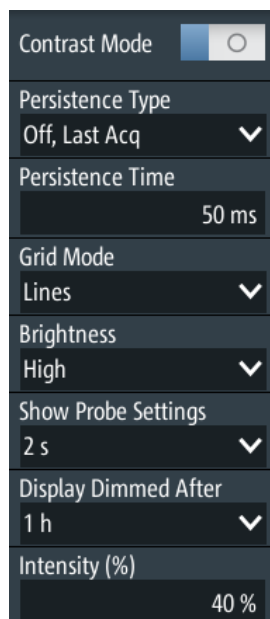 Contrast Mode
Persistence Type
Off, Last Acq
Persistence Time
50 ms
Grid Mode
Lines
Brightness
High
Show Probe Settings
2 s
Display Dimmed After
1 h
Intensity (%)
40 %